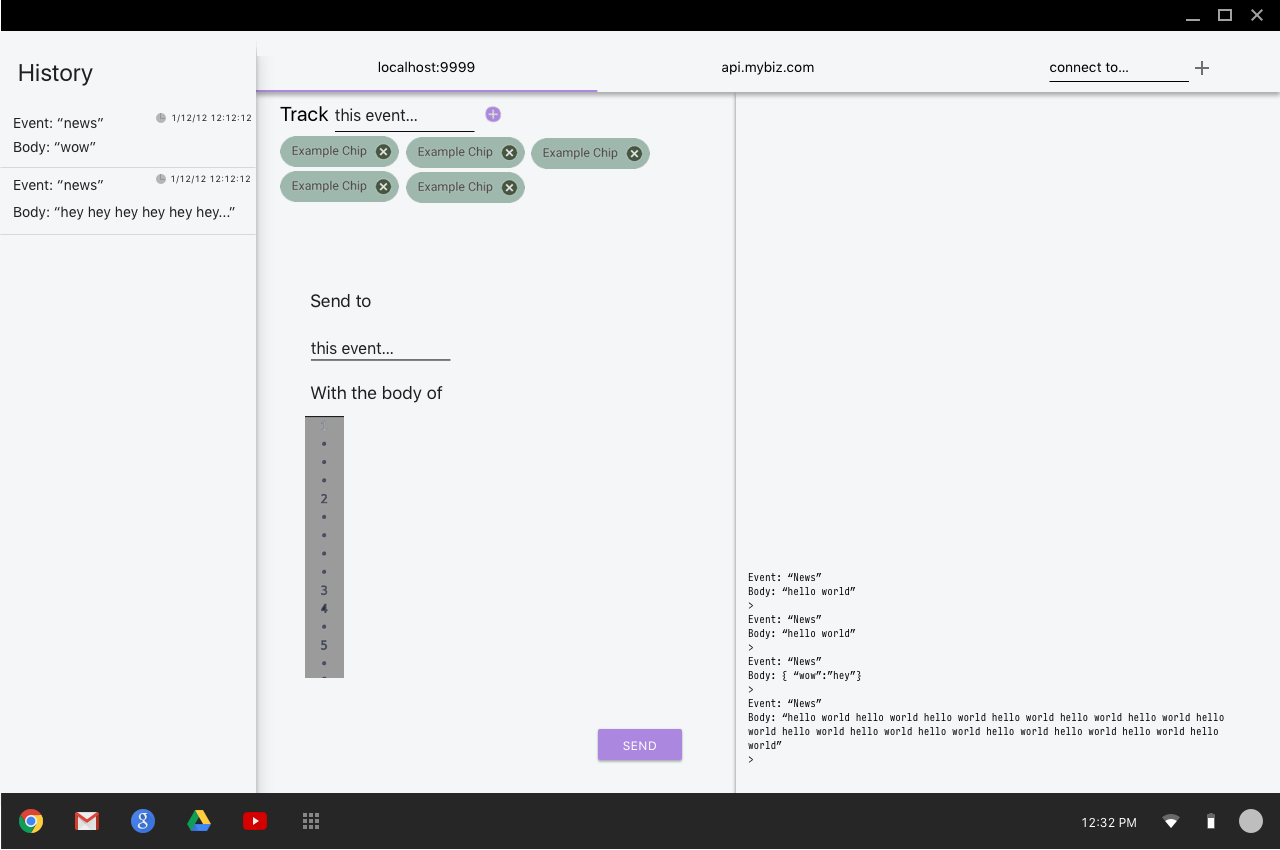 History
Event: “news”
1/12/12 12:12:12
Body: “wow”
Event: “news”
1/12/12 12:12:12
Body: “hey hey hey hey hey hey...”
localhost:9999
api.mybiz.com
connect to...
Track this event...
Example Chip
Example Chip
Example Chip
Example Chip
Example Chip
Send to
this event...
With the body of
1
2
3
4
5
SEND
Event: “News”
Body: “hello world”
>
Event: “News”
Body: “hello world”
>
Event: “News”
Body: { “wow”:”hey”}
>
Event: “News”
Body: “hello world hello world hello world hello world hello world hello world hello
world hello world hello world hello world hello world hello world hello world hello
world”
>
12:32 PM